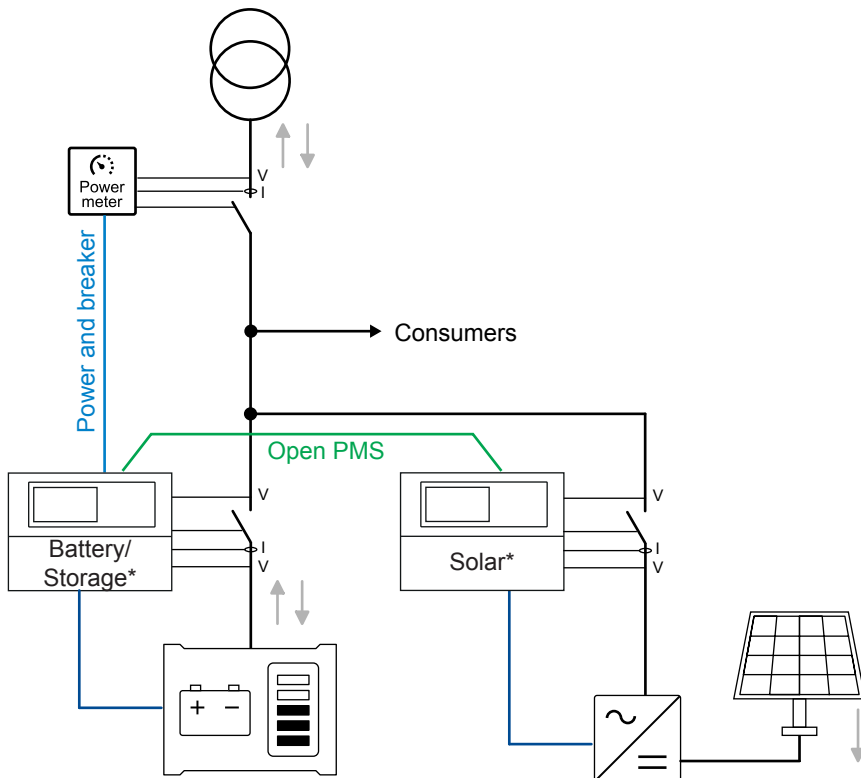 V
I
Power
meter
Power and breaker
Consumers
Open PMS
V
I
V
Battery/
Storage*
V
I
V
Solar*
+ −